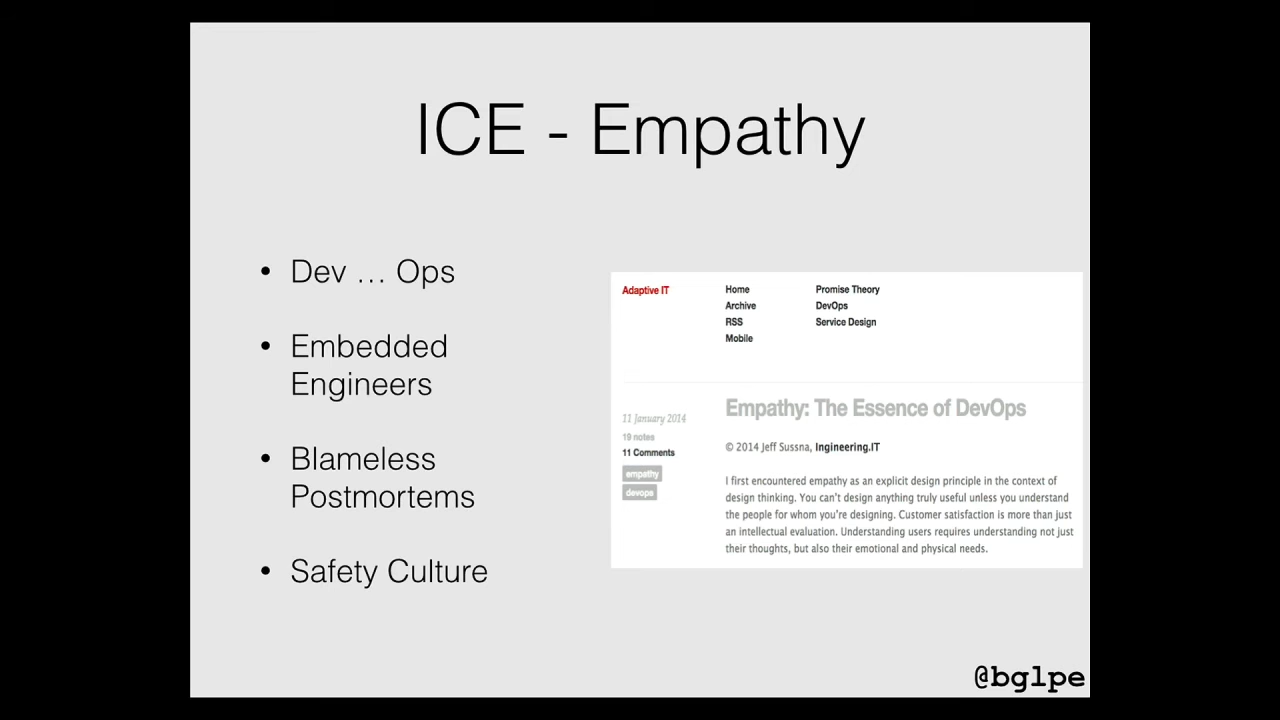 ICE - Empathy
• Dev … Ops
• Embedded
Engineers
• Blameless
Postmortems
• Safety Culture
Adaptive IT
Home
Archive
RSS
Mobile
Promise Theory
DevOps
Service Design
11 January 2014
19 notes
11 Comments
empathy
devops
Empathy: The Essence of DevOps
© 2014 Jeff Sussna, Ingineering.IT
I first encountered empathy as an explicit design principle in the context of
design thinking. You can't design anything truly useful unless you understand
the people for whom you're designing. Customer satisfaction is more than just
an intellectual evaluation. Understanding users requires understanding not just
their thoughts, but also their emotional and physical needs.
@bglpe